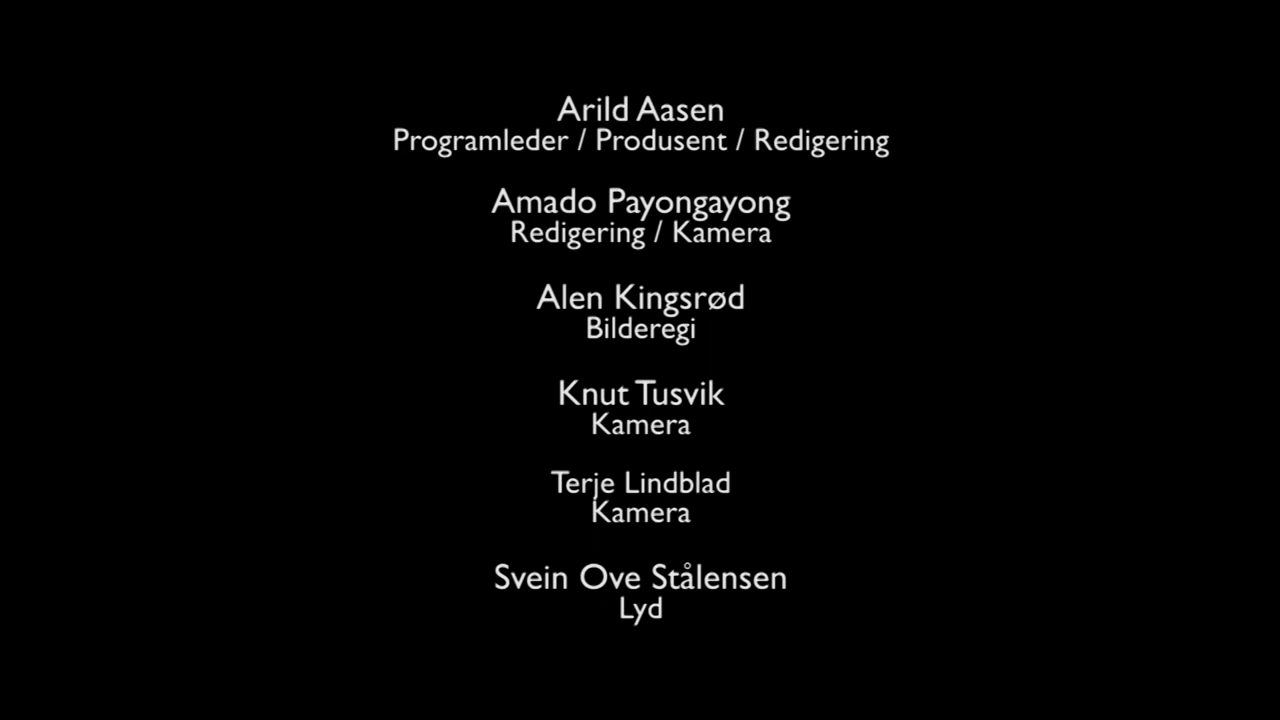 Arild Aasen
Programleder / Produsent / Redigering
Amado Payongayong
Redigering / Kamera
Alen Kingsrød
Bilderegi
Knut Tusvik
Kamera
Terje Lindblad
Kamera
Svein Ove Stålensen
Lyd